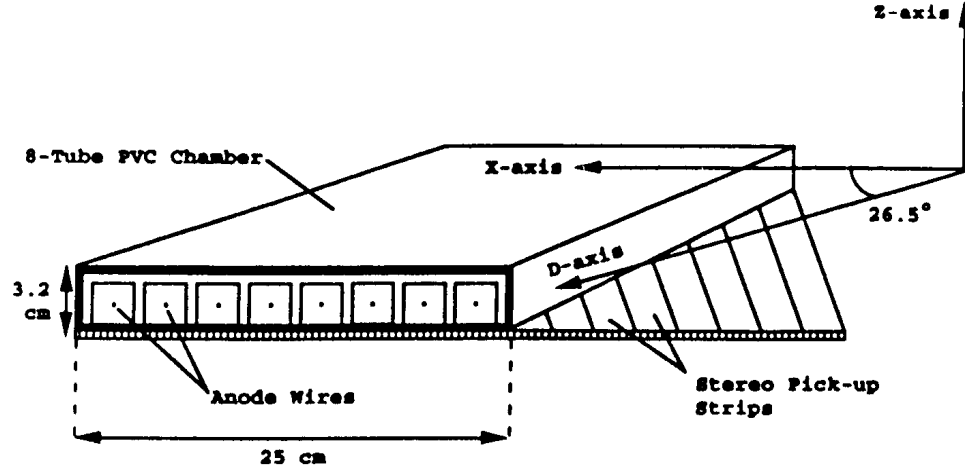 Z-axis
8-Tube PVC Chamber
X-axis
26.5°
D-axis
3.2
cm
Anode Wires
Stereo Pick-up
Strips
25 cm